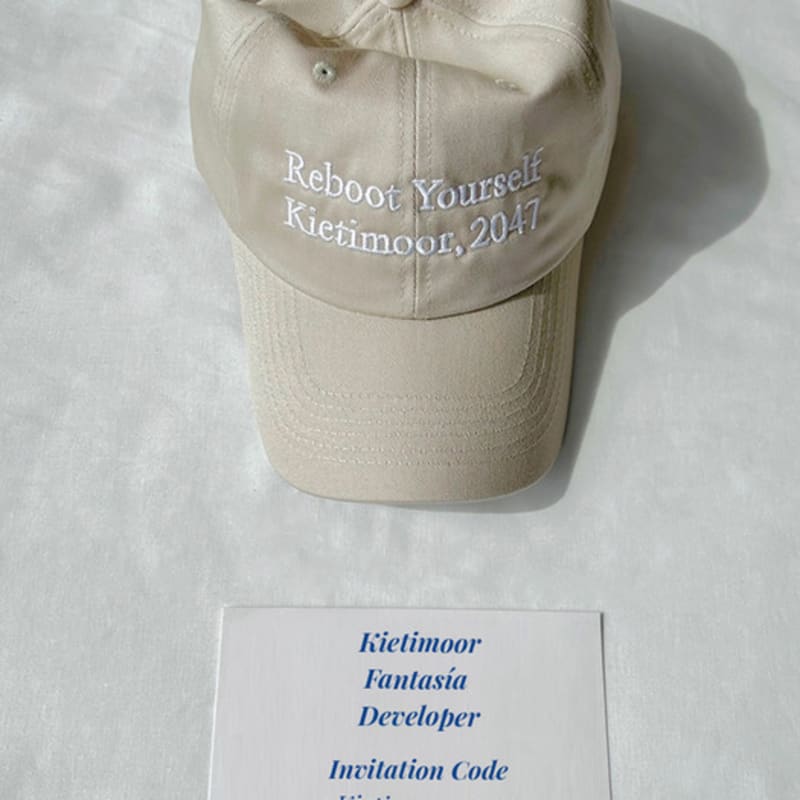 Reboot Yourself
Kietimoor, 2047
Kietimoor
Fantasía
Developer
Invitation Code